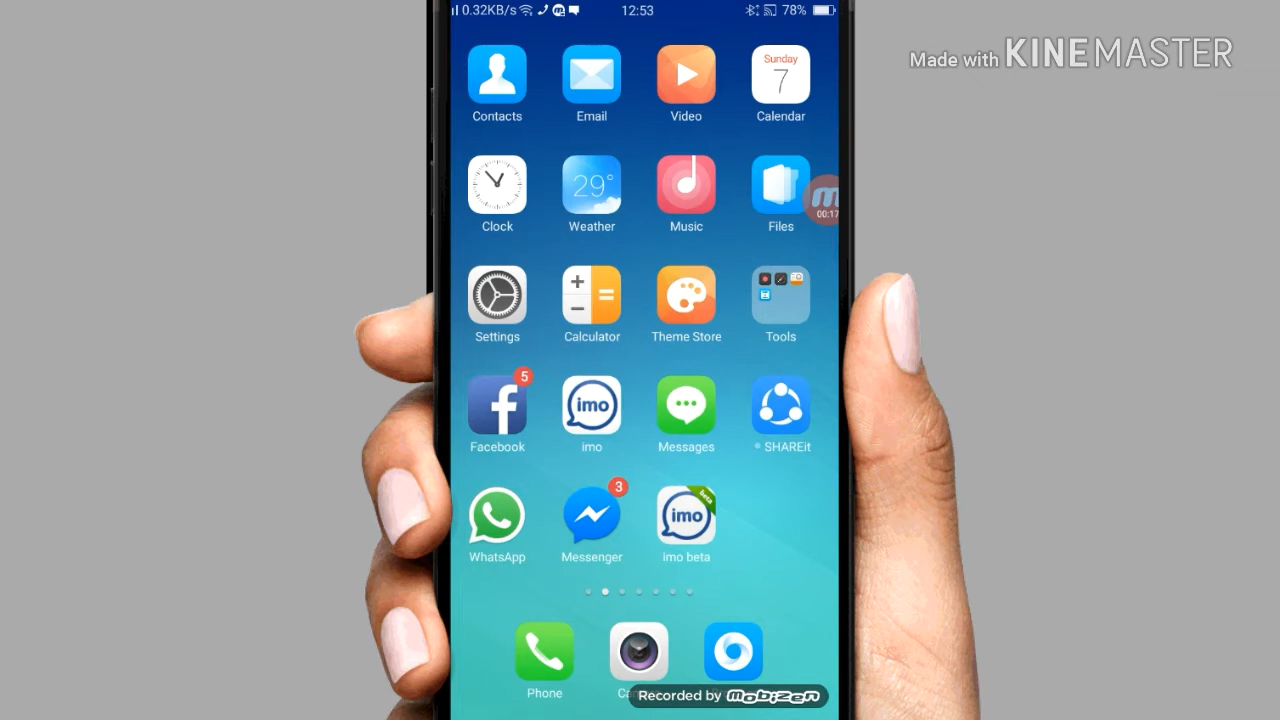 0.32KB/s 12:53 78%
Made with KINEMASTER
Sunday
7
Contacts Email Video Calendar
29°
00:17
Clock Weather Music Files
Settings Calculator Theme Store Tools
5
imo
Facebook imo Messages SHAREit
3
beta
imo
WhatsApp Messenger imo beta
Phone
Recorded by mobizen